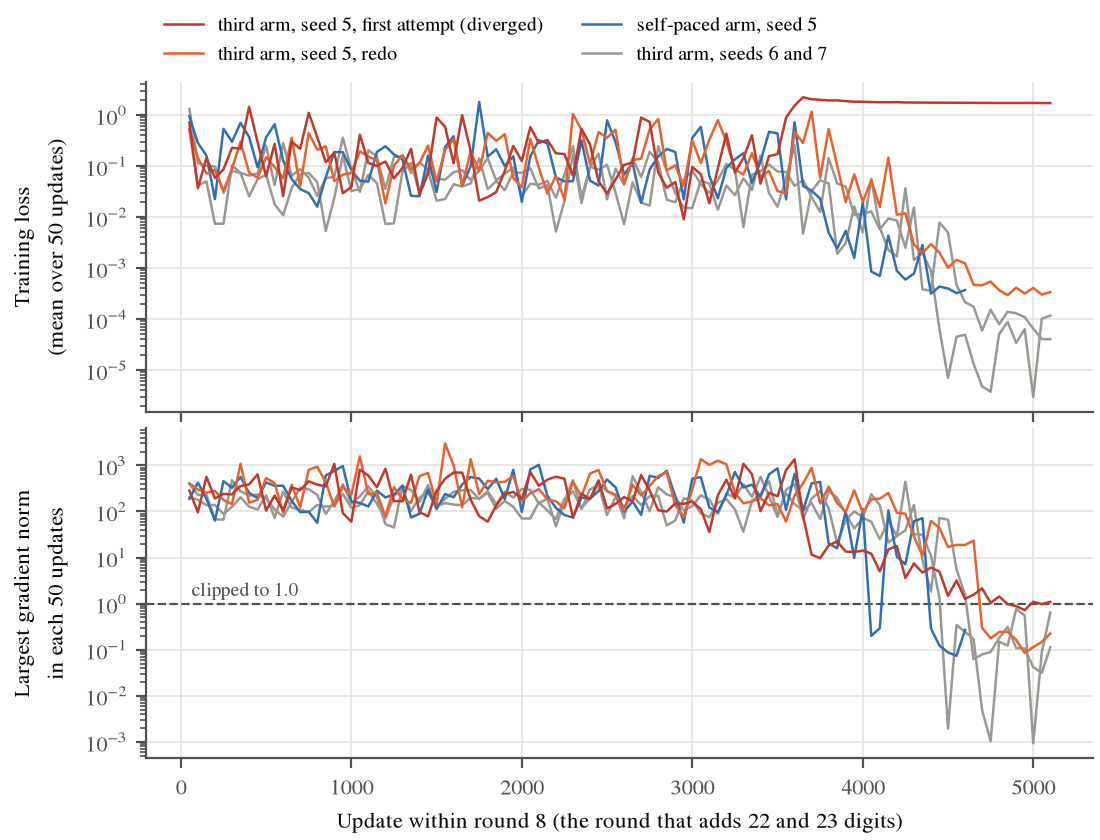 third arm, seed 5, first attempt (diverged)
self-paced arm, seed 5
third arm, seed 5, redo
third arm, seeds 6 and 7
Training loss
(mean over 50 updates)
10⁰
10⁻¹
10⁻²
10⁻³
10⁻⁴
10⁻⁵
Largest gradient norm
in each 50 updates
10³
10²
10¹
10⁰
10⁻¹
10⁻²
10⁻³
clipped to 1.0
0 1000 2000 3000 4000 5000
Update within round 8 (the round that adds 22 and 23 digits)